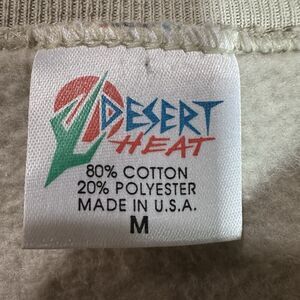 DESERT
HEAT
80% COTTON
20% POLYESTER
MADE IN U.S.A.
M